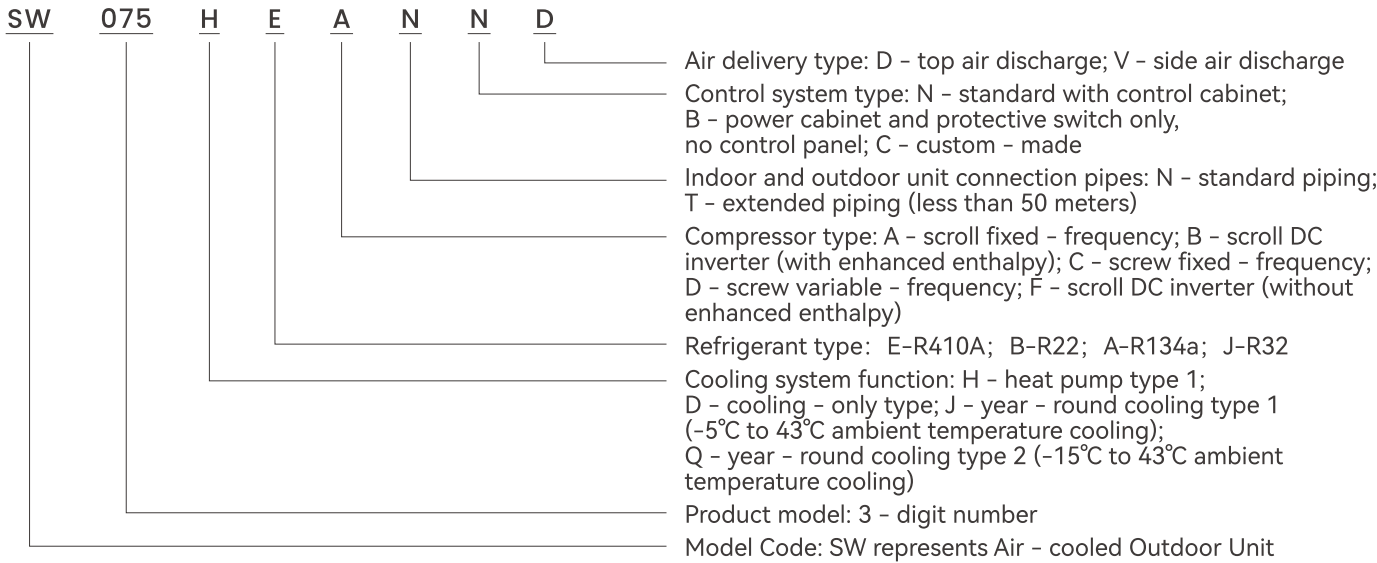 SW 075 H E A N N D
Air delivery type: D - top air discharge; V - side air discharge
Control system type: N - standard with control cabinet;
B - power cabinet and protective switch only,
no control panel; C - custom - made
Indoor and outdoor unit connection pipes: N - standard piping;
T - extended piping (less than 50 meters)
Compressor type: A - scroll fixed - frequency; B - scroll DC
inverter (with enhanced enthalpy); C - screw fixed - frequency;
D - screw variable - frequency; F - scroll DC inverter (without
enhanced enthalpy)
Refrigerant type： E-R410A； B-R22； A-R134a； J-R32
Cooling system function: H - heat pump type 1;
D - cooling - only type; J - year - round cooling type 1
(-5℃ to 43℃ ambient temperature cooling);
Q - year - round cooling type 2 (-15℃ to 43℃ ambient
temperature cooling)
Product model: 3 - digit number
Model Code: SW represents Air - cooled Outdoor Unit